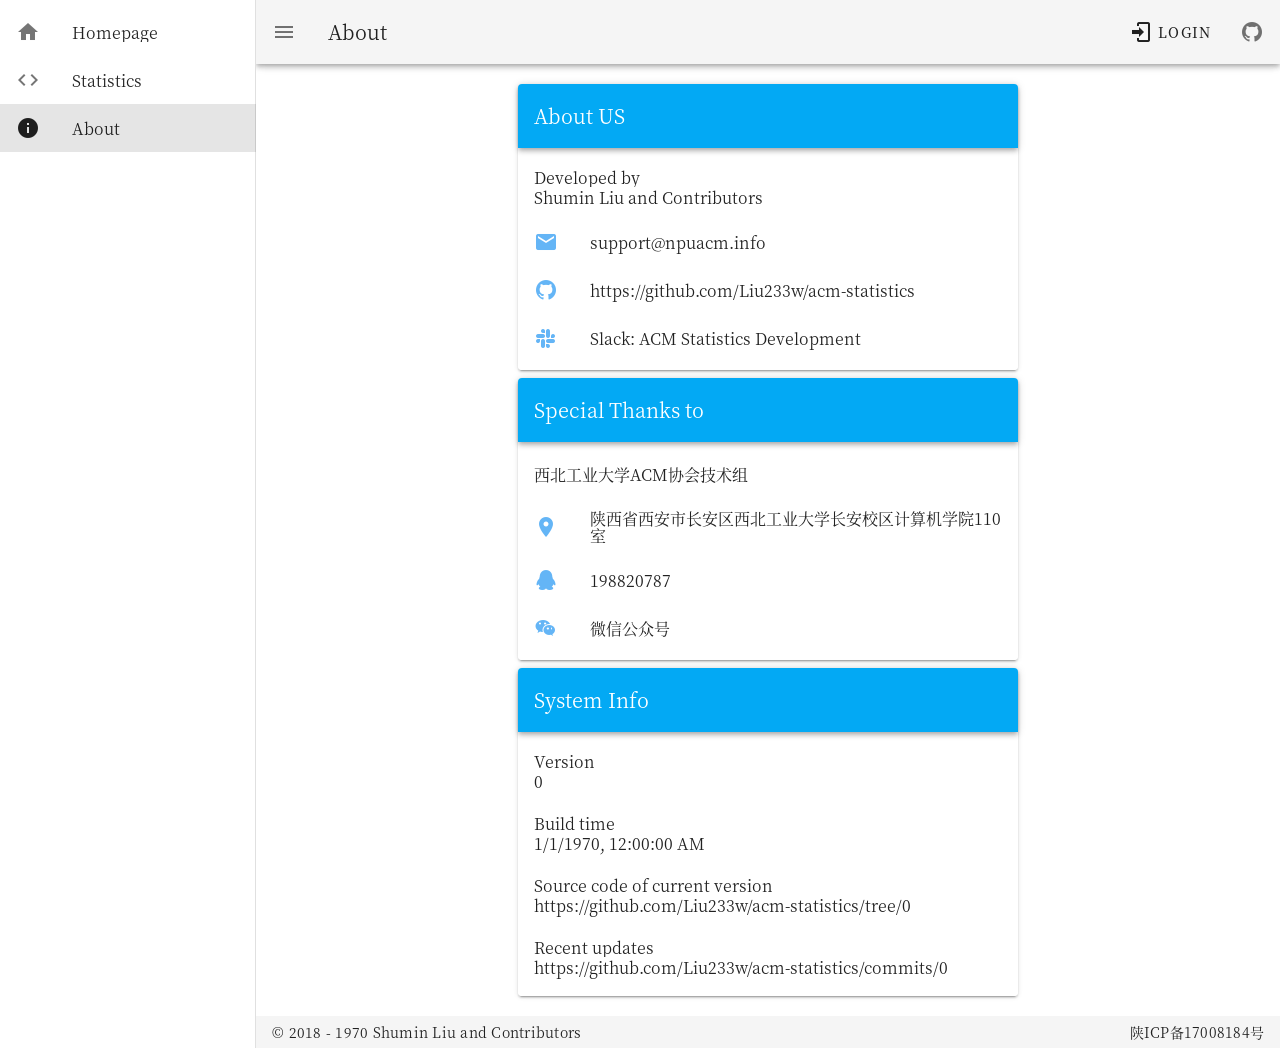 Homepage
Statistics
About
About
LOGIN
About US
Developed by
Shumin Liu and Contributors
support@npuacm.info
https://github.com/Liu233w/acm-statistics
Slack: ACM Statistics Development
Special Thanks to
西北工业大学ACM协会技术组
陕西省西安市长安区西北工业大学长安校区计算机学院110
室
198820787
微信公众号
System Info
Version
0
Build time
1/1/1970, 12:00:00 AM
Source code of current version
https://github.com/Liu233w/acm-statistics/tree/0
Recent updates
https://github.com/Liu233w/acm-statistics/commits/0
© 2018 - 1970 Shumin Liu and Contributors
陕ICP备17008184号